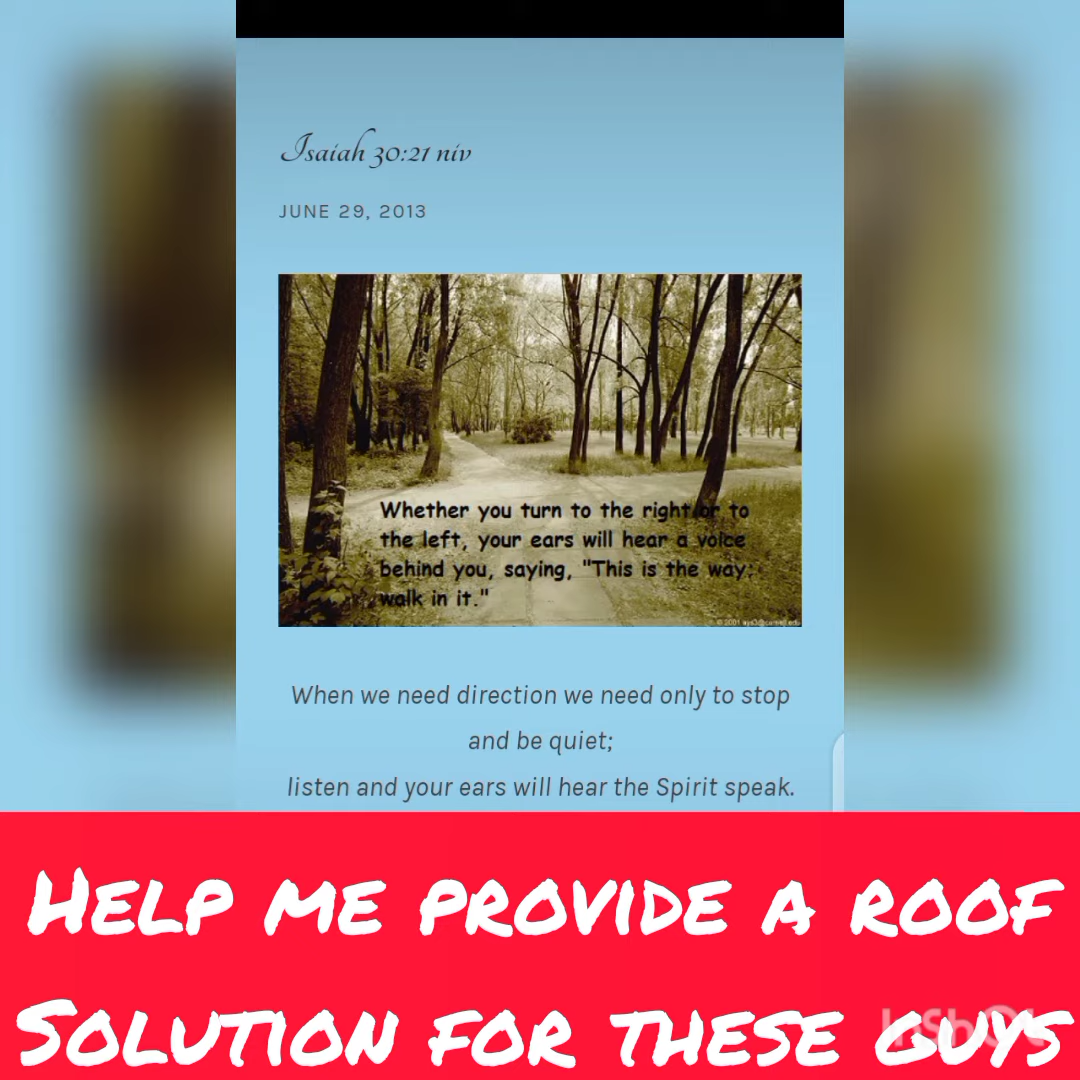 Isaiah 30:21 niv
JUNE 29, 2013
Whether you turn to the right or to
the left, your ears will hear a voice
behind you, saying, "This is the way;
walk in it."
When we need direction we need only to stop
and be quiet;
listen and your ears will hear the Spirit speak.
HELP ME PROVIDE A ROOF
SOLUTION FOR THESE GUYS
InShOt